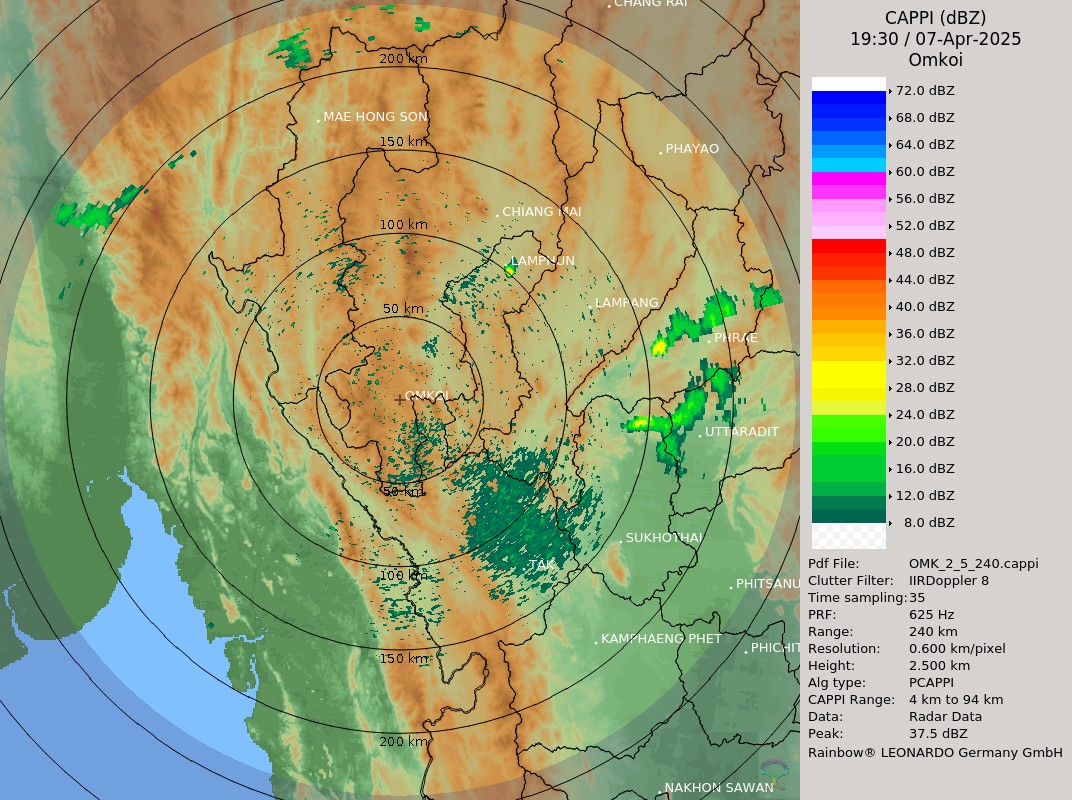 CHANG RAI
200 km
MAE HONG SON
150 km
PHAYAO
CHIANG MAI
100 km
LAMPHUN
LAMPANG
50 km
PHRAE
OMKOI
UTTARADIT
50 km
SUKHOTHAI
TAK
100 km
PHITSANU
KAMPHAENG PHET
PHICHIT
150 km
200 km
NAKHON SAWAN
CAPPI (dBZ)
19:30 / 07-Apr-2025
Omkoi
72.0 dBZ
68.0 dBZ
64.0 dBZ
60.0 dBZ
56.0 dBZ
52.0 dBZ
48.0 dBZ
44.0 dBZ
40.0 dBZ
36.0 dBZ
32.0 dBZ
28.0 dBZ
24.0 dBZ
20.0 dBZ
16.0 dBZ
12.0 dBZ
8.0 dBZ
Pdf File: OMK_2_5_240.cappi
Clutter Filter: IIRDoppler 8
Time sampling: 35
PRF: 625 Hz
Range: 240 km
Resolution: 0.600 km/pixel
Height: 2.500 km
Alg type: PCAPPI
CAPPI Range: 4 km to 94 km
Data: Radar Data
Peak: 37.5 dBZ
Rainbow® LEONARDO Germany GmbH